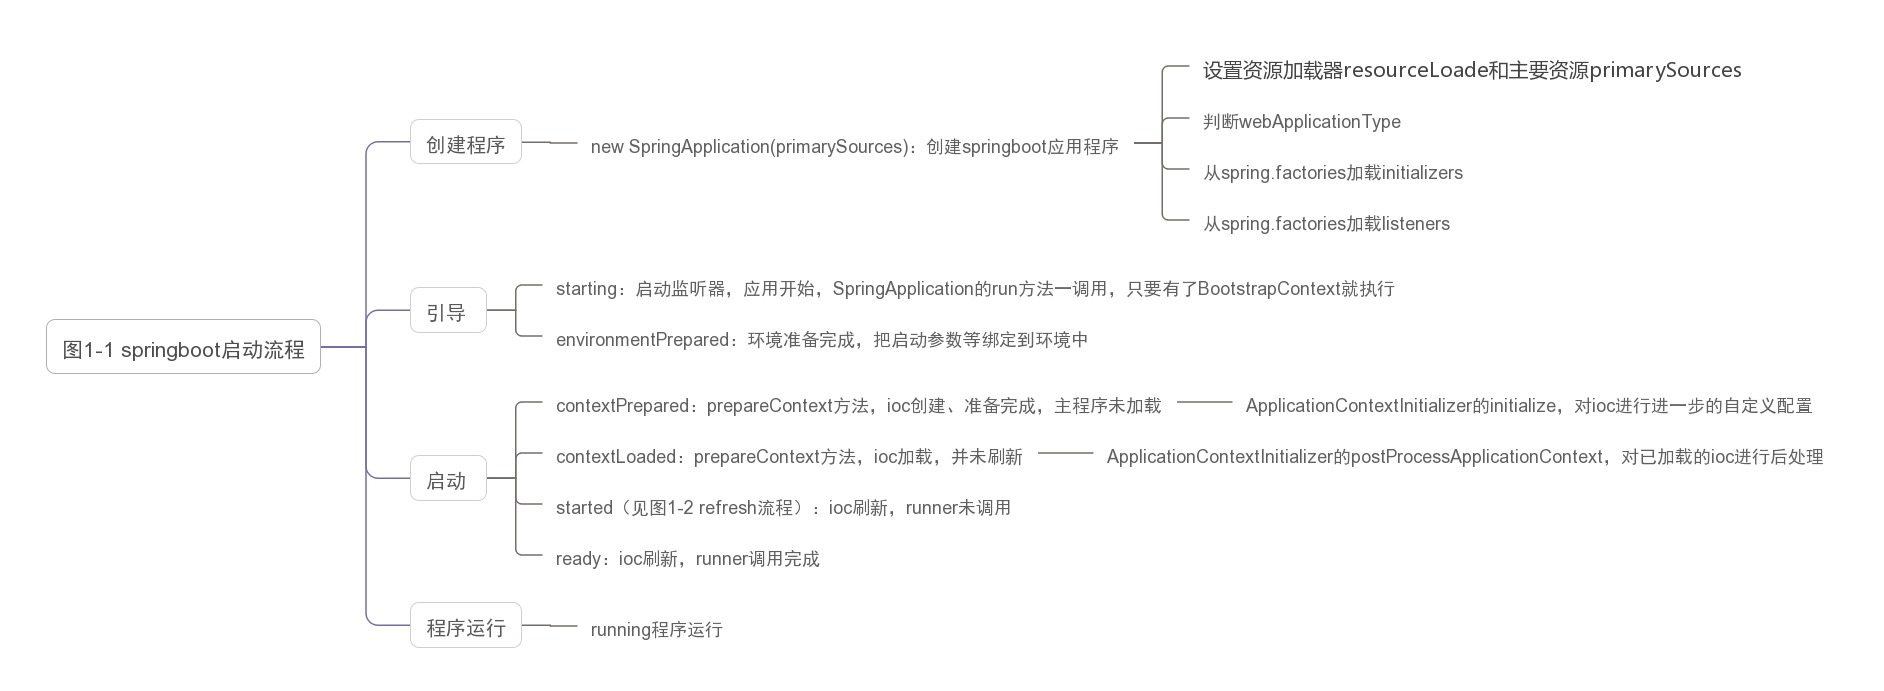 图1-1 springboot启动流程
创建程序
new SpringApplication(primarySources)：创建springboot应用程序
设置资源加载器resourceLoade和主要资源primarySources
判断webApplicationType
从spring.factories加载initializers
从spring.factories加载listeners
引导
starting：启动监听器，应用开始，SpringApplication的run方法一调用，只要有了BootstrapContext就执行
environmentPrepared：环境准备完成，把启动参数等绑定到环境中
启动
contextPrepared：prepareContext方法，ioc创建、准备完成，主程序未加载
ApplicationContextInitializer的initialize，对ioc进行进一步的自定义配置
contextLoaded：prepareContext方法，ioc加载，并未刷新
ApplicationContextInitializer的postProcessApplicationContext，对已加载的ioc进行后处理
started（见图1-2 refresh流程）：ioc刷新，runner未调用
ready：ioc刷新，runner调用完成
程序运行
running程序运行